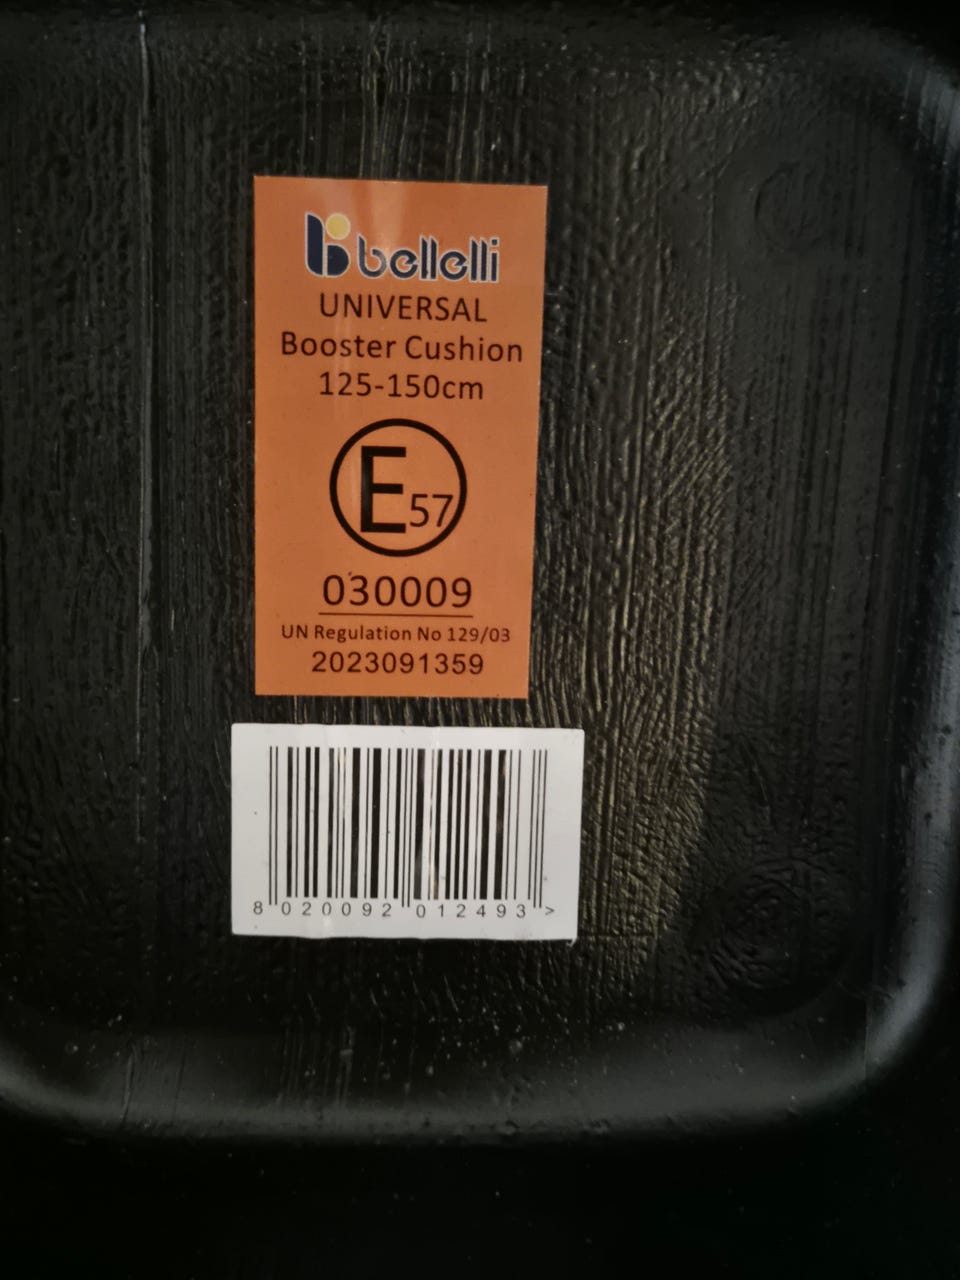 bellelli
UNIVERSAL
Booster Cushion
125-150cm
E57
030009
UN Regulation No 129/03
2023091359
8 020092 012493 >